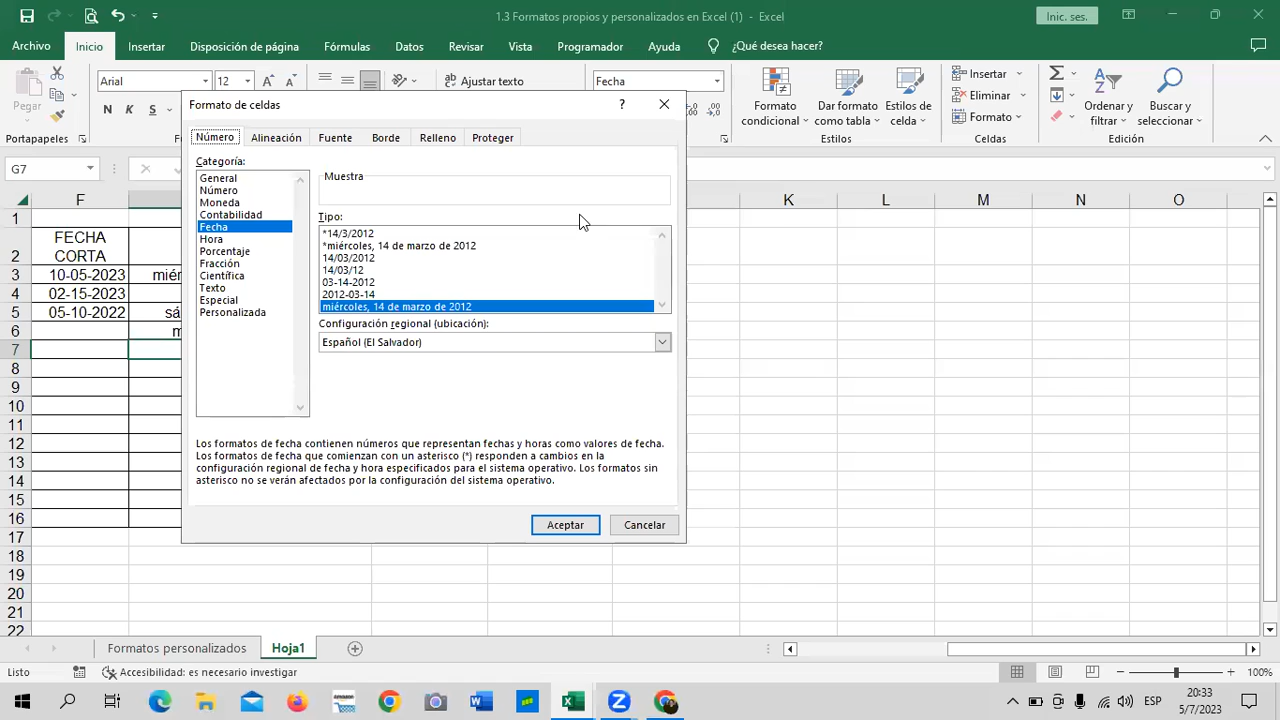 1.3 Formatos propios y personalizados en Excel (1) - Excel
Inic. ses.
Archivo Inicio Insertar Disposición de página Fórmulas Datos Revisar Vista Programador Ayuda ¿Qué desea hacer?
Pegar
Arial 12
N K S
Ajustar texto
Fecha
Formato condicional
Dar formato como tabla
Estilos de celda
Insertar
Eliminar
Formato
Ordenar y filtrar
Buscar y seleccionar
Portapapeles
Estilos
Celdas
Edición
G7
Formato de celdas
Número Alineación Fuente Borde Relleno Proteger
Categoría:
General
Número
Moneda
Contabilidad
Fecha
Hora
Porcentaje
Fracción
Científica
Texto
Especial
Personalizada
Muestra
Tipo:
*14/3/2012
*miércoles, 14 de marzo de 2012
14/03/2012
14/03/12
03-14-2012
2012-03-14
miércoles, 14 de marzo de 2012
Configuración regional (ubicación):
Español (El Salvador)
Los formatos de fecha contienen números que representan fechas y horas como valores de fecha.
Los formatos de fecha que comienzan con un asterisco (*) responden a cambios en la
configuración regional de fecha y hora especificados para el sistema operativo. Los formatos sin
asterisco no se verán afectados por la configuración del sistema operativo.
Aceptar Cancelar
F K L M N O
1
2 FECHA CORTA
3 10-05-2023
4 02-15-2023
5 05-10-2022
6
7
8
9
10
11
12
13
14
15
16
17
18
19
20
21
22
Formatos personalizados Hoja1
Listo Accesibilidad: es necesario investigar 100%
ESP
20:33
5/7/2023